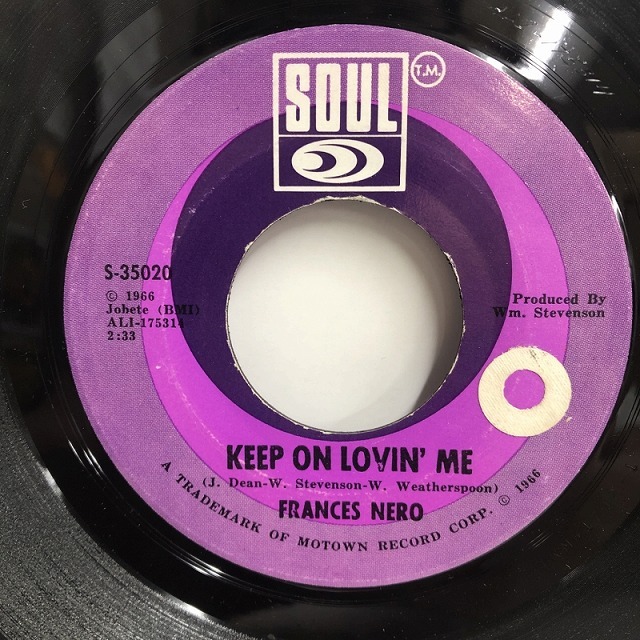 SOUL
T.M.
S-35020
© 1966
Jobete (BMI)
ALI-175314
2:33
Produced By
Wm. Stevenson
KEEP ON LOVIN' ME
(J. Dean-W. Stevenson-W. Weatherspoon)
FRANCES NERO
A TRADEMARK OF MOTOWN RECORD CORP. © 1966